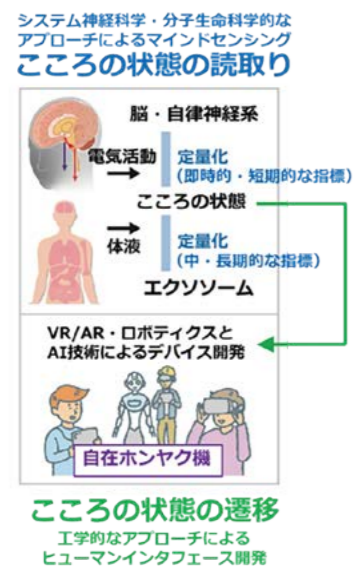 システム神経科学・分子生命科学的な
アプローチによるマインドセンシング
こころの状態の読取り
脳・自律神経系
電気活動
定量化
(即時的・短期的な指標)
こころの状態
体液
定量化
(中・長期的な指標)
エクソソーム
VR/AR・ロボティクスと
AI技術によるデバイス開発
自在ホンヤク機
こころの状態の遷移
工学的なアプローチによる
ヒューマンインタフェース開発